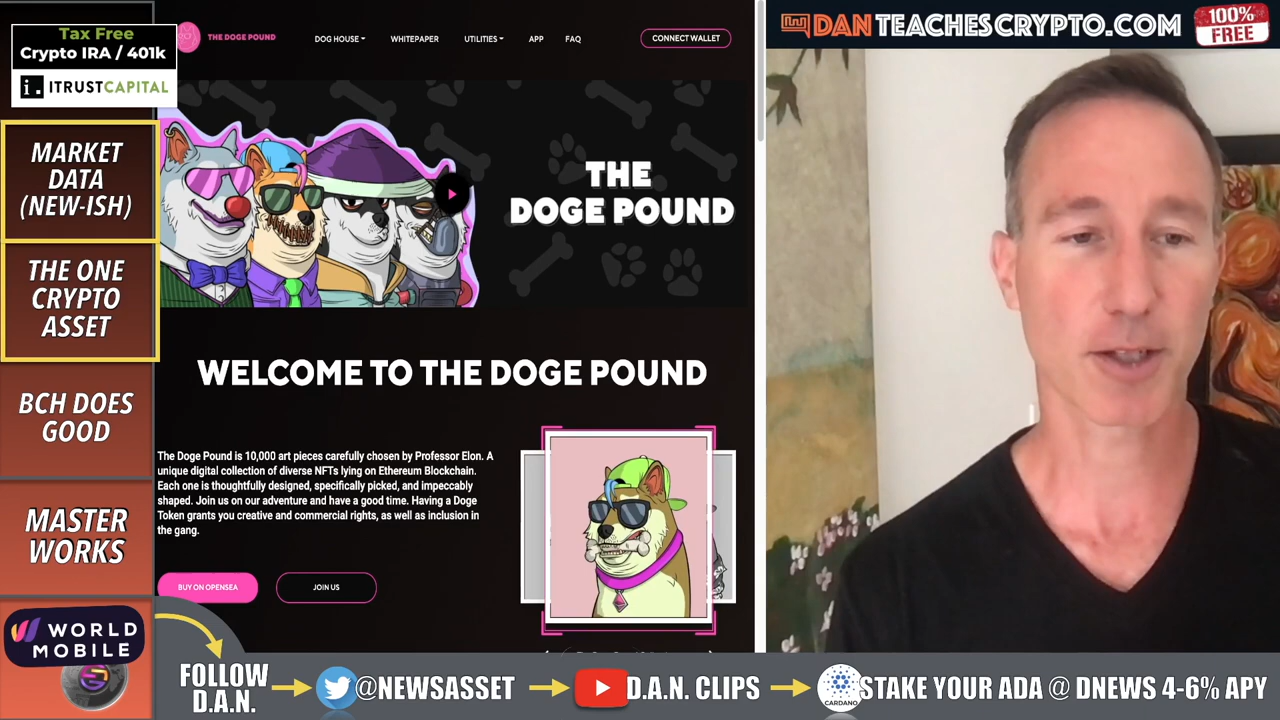 Tax Free
Crypto IRA / 401k
i. ITRUSTCAPITAL
MARKET
DATA
(NEW-ISH)
THE ONE
CRYPTO
ASSET
BCH DOES
GOOD
MASTER
WORKS
WORLD
MOBILE
THE DOGE POUND
DOG HOUSE
WHITEPAPER
UTILITIES
APP
FAQ
CONNECT WALLET
THE
DOGE POUND
WELCOME TO THE DOGE POUND
The Doge Pound is 10,000 art pieces carefully chosen by Professor Elon. A
unique digital collection of diverse NFTs lying on Ethereum Blockchain.
Each one is thoughtfully designed, specifically picked, and impeccably
shaped. Join us on our adventure and have a good time. Having a Doge
Token grants you creative and commercial rights, as well as inclusion in
the gang.
BUY ON OPENSEA
JOIN US
DANTEACHESCRYPTO.COM
100%
FREE
FOLLOW
D.A.N.
@NEWSASSET
D.A.N. CLIPS
CARDANO
STAKE YOUR ADA @ DNEWS 4-6% APY